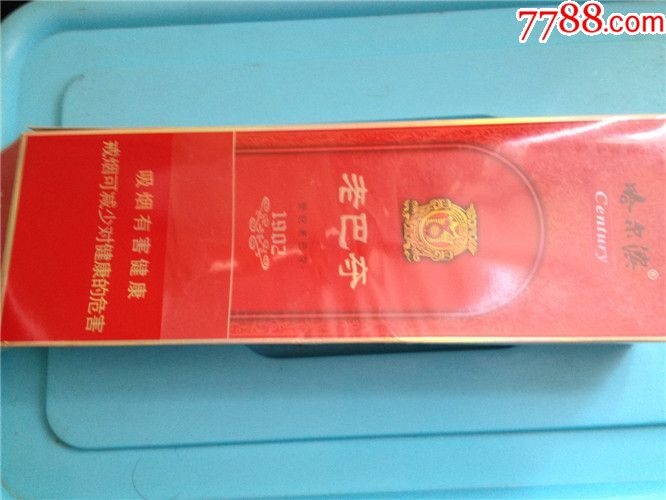 7788.com
哈尔滨®
Century
老巴夺
1902
吸烟有害健康
戒烟可减少对健康的危害